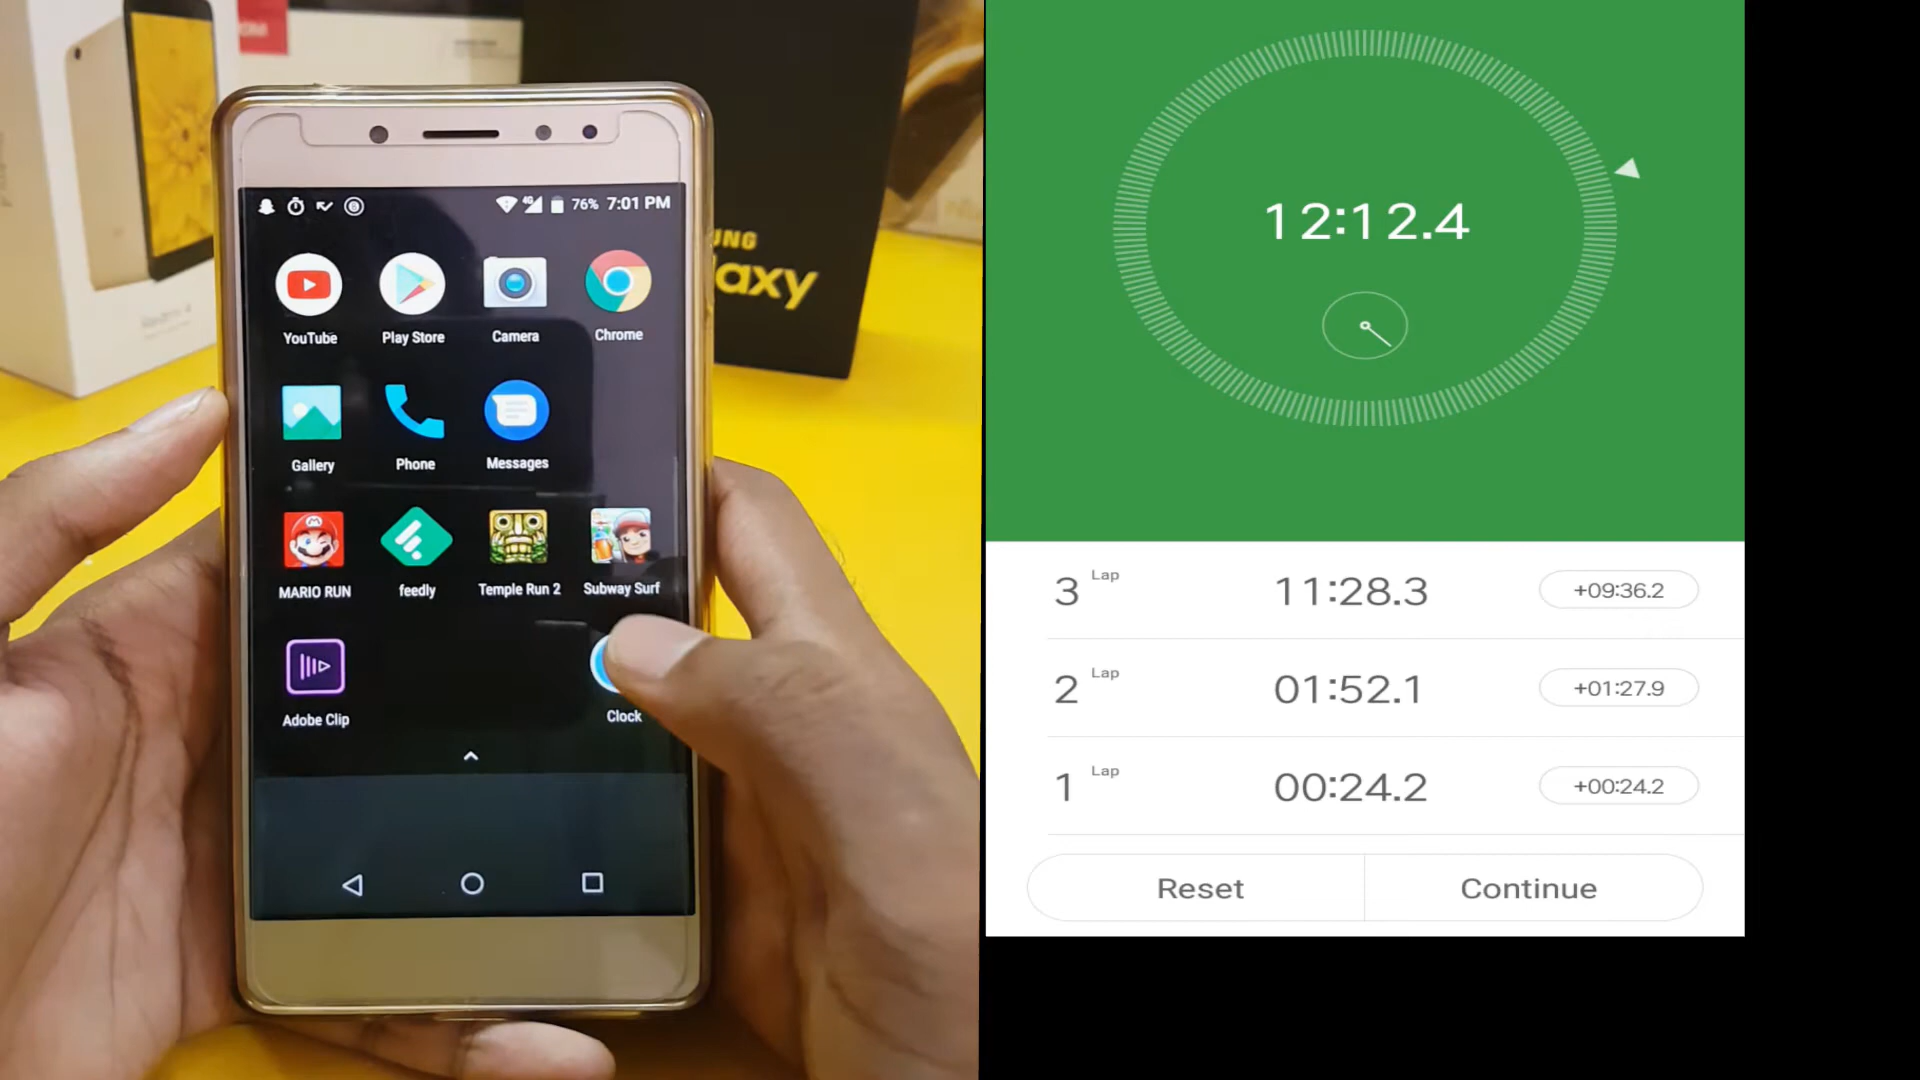 UNG
axy
4G 76% 7:01 PM
YouTube Play Store Camera Chrome
Gallery Phone Messages
MARIO RUN feedly Temple Run 2 Subway Surf
Adobe Clip Clock
12:12.4
3 Lap 11:28.3 +09:36.2
2 Lap 01:52.1 +01:27.9
1 Lap 00:24.2 +00:24.2
Reset Continue